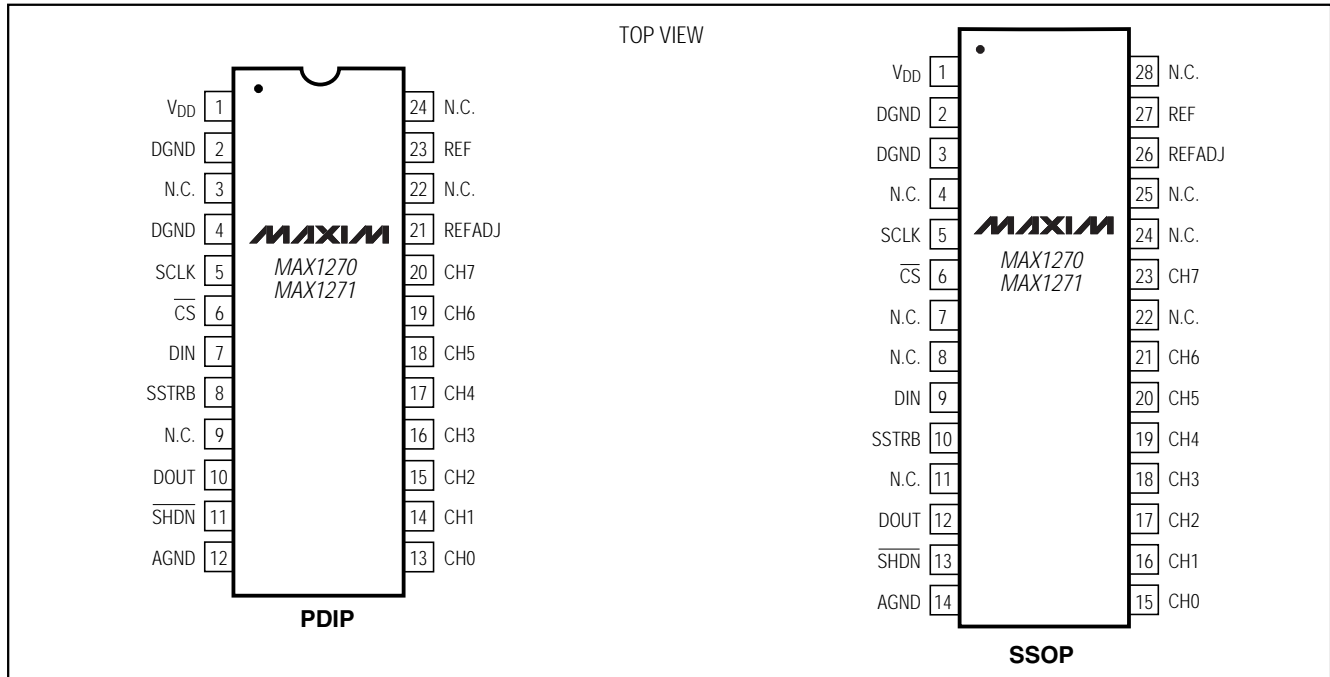 TOP VIEW
VDD 1
DGND 2
N.C. 3
DGND 4
SCLK 5
CS 6
DIN 7
SSTRB 8
N.C. 9
DOUT 10
SHDN 11
AGND 12
MAXIM
MAX1270
MAX1271
24 N.C.
23 REF
22 N.C.
21 REFADJ
20 CH7
19 CH6
18 CH5
17 CH4
16 CH3
15 CH2
14 CH1
13 CH0
PDIP
VDD 1
DGND 2
DGND 3
N.C. 4
SCLK 5
CS 6
N.C. 7
N.C. 8
DIN 9
SSTRB 10
N.C. 11
DOUT 12
SHDN 13
AGND 14
MAXIM
MAX1270
MAX1271
28 N.C.
27 REF
26 REFADJ
25 N.C.
24 N.C.
23 CH7
22 N.C.
21 CH6
20 CH5
19 CH4
18 CH3
17 CH2
16 CH1
15 CH0
SSOP